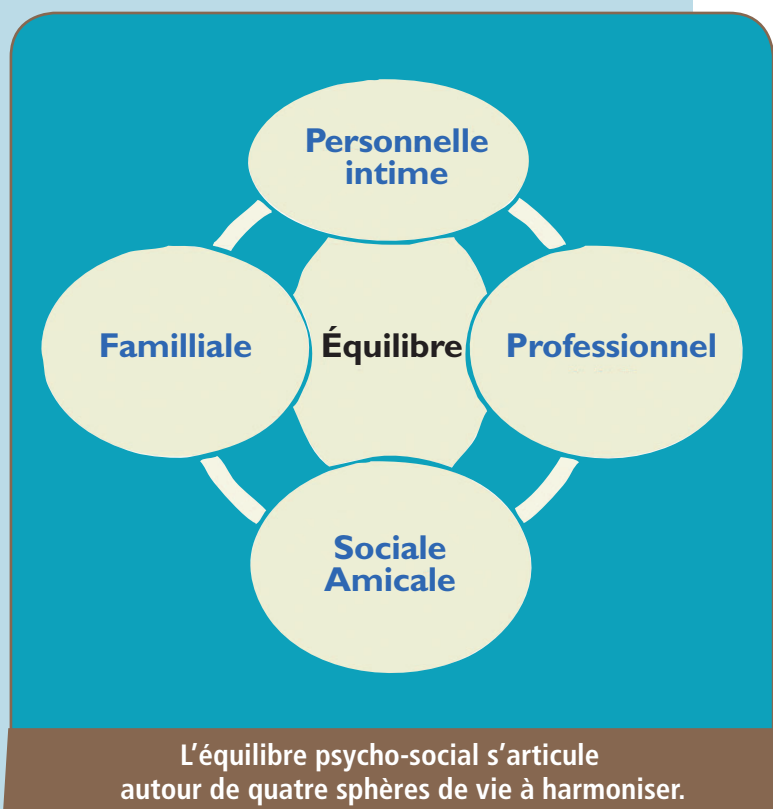 Personnelle
intime
Familliale
Équilibre
Professionnel
Sociale
Amicale
L’équilibre psycho-social s’articule
autour de quatre sphères de vie à harmoniser.